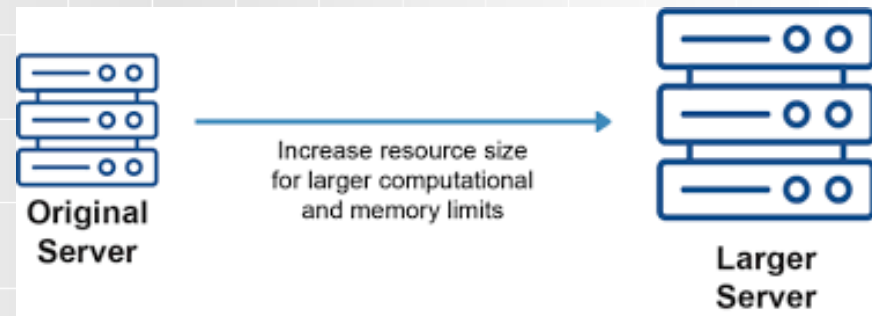 Original
Server
Increase resource size
for larger computational
and memory limits
Larger
Server